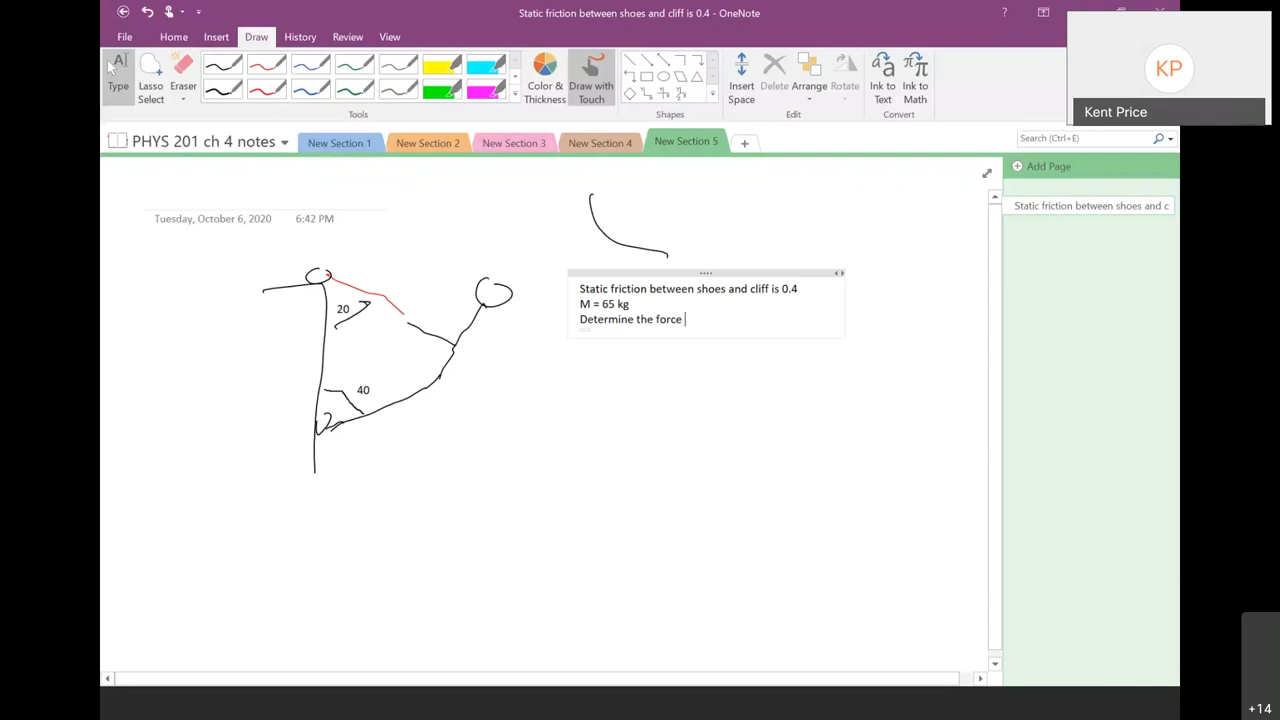 Static friction between shoes and cliff is 0.4 - OneNote
?
File Home Insert Draw History Review View
Type
Lasso Select
Eraser
Color & Thickness
Draw with Touch
Insert Space
Delete
Arrange
Rotate
Ink to Text
Ink to Math
Tools
Shapes
Edit
Convert
KP
Kent Price
PHYS 201 ch 4 notes
New Section 1
New Section 2
New Section 3
New Section 4
New Section 5
Search (Ctrl+E)
Add Page
Static friction between shoes and c
Tuesday, October 6, 2020 6:42 PM
20
40
Static friction between shoes and cliff is 0.4
M = 65 kg
Determine the force
+14